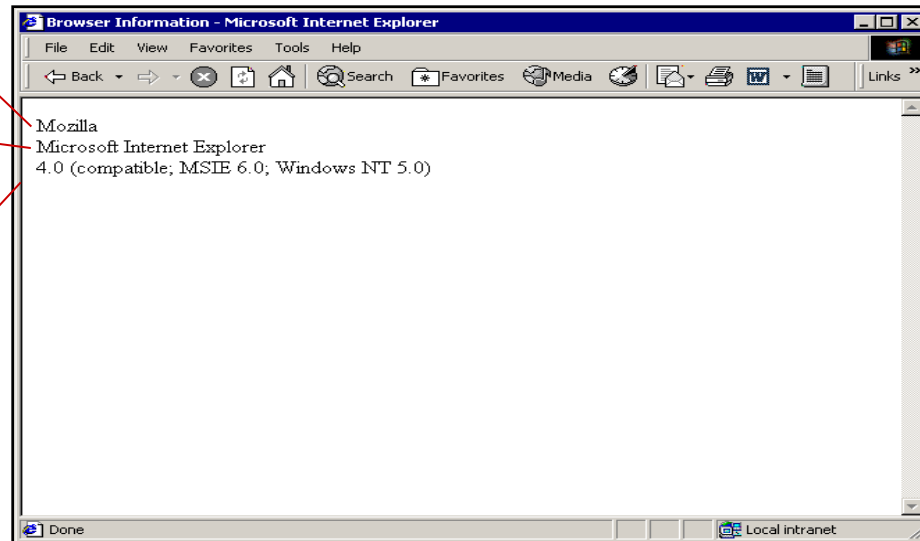 Browser Information - Microsoft Internet Explorer
File Edit View Favorites Tools Help
Back Search Favorites Media Links »
Mozilla
Microsoft Internet Explorer
4.0 (compatible; MSIE 6.0; Windows NT 5.0)
Done Local intranet